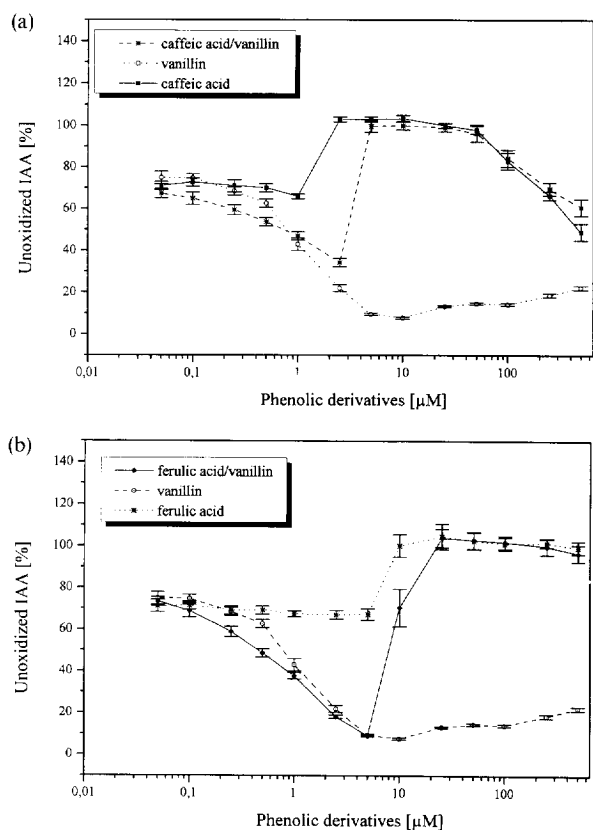 (a)
caffeic acid/vanillin
vanillin
caffeic acid
Unoxidized IAA [%]
140
120
100
80
60
40
20
0
0,01
0,1
1
10
100
Phenolic derivatives [µM]
(b)
ferulic acid/vanillin
vanillin
ferulic acid
Unoxidized IAA [%]
140
120
100
80
60
40
20
0
0,01
0,1
1
10
100
Phenolic derivatives [µM]